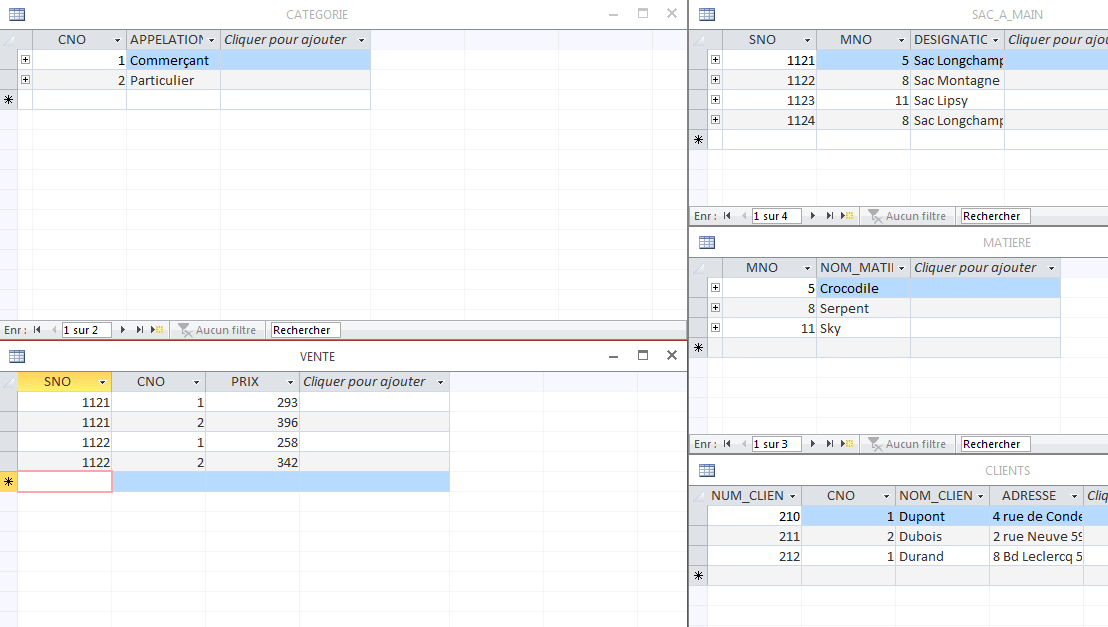 CATEGORIE
CNO APPELATION Cliquer pour ajouter
1 Commerçant
2 Particulier
Enr : 1 sur 2 Aucun filtre Rechercher
VENTE
SNO CNO PRIX Cliquer pour ajouter
1121 1 293
1121 2 396
1122 1 258
1122 2 342
SAC_A_MAIN
SNO MNO DESIGNATIC Cliquer pour ajou
1121 5 Sac Longchamp
1122 8 Sac Montagne
1123 11 Sac Lipsy
1124 8 Sac Longchamp
Enr : 1 sur 4 Aucun filtre Rechercher
MATIERE
MNO NOM_MATII Cliquer pour ajouter
5 Crocodile
8 Serpent
11 Sky
Enr : 1 sur 3 Aucun filtre Rechercher
CLIENTS
NUM_CLIEN CNO NOM_CLIEN ADRESSE Cliq
210 1 Dupont 4 rue de Conde
211 2 Dubois 2 rue Neuve 59
212 1 Durand 8 Bd Leclercq 5